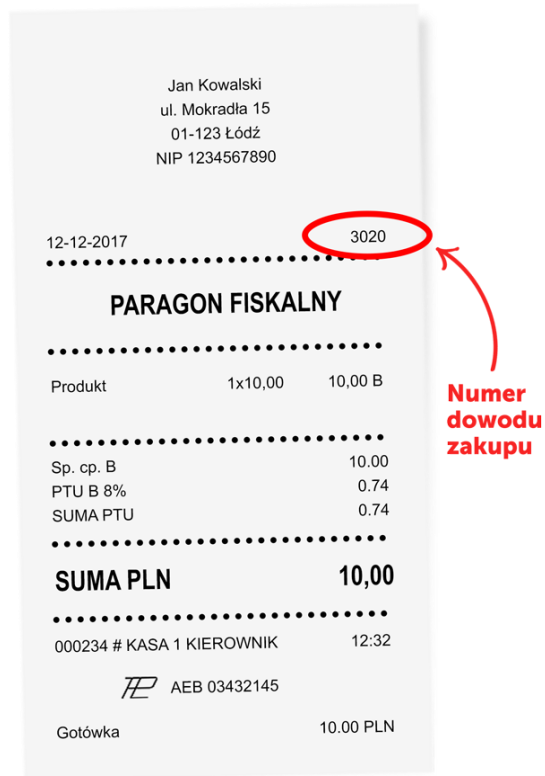 Jan Kowalski
ul. Mokradła 15
01-123 Łódź
NIP 1234567890
12-12-2017 3020
PARAGON FISKALNY
Produkt 1x10,00 10,00 B
Numer
dowodu
zakupu
Sp. cp. B 10.00
PTU B 8% 0.74
SUMA PTU 0.74
SUMA PLN 10,00
000234 # KASA 1 KIEROWNIK 12:32
AEB 03432145
Gotówka 10.00 PLN